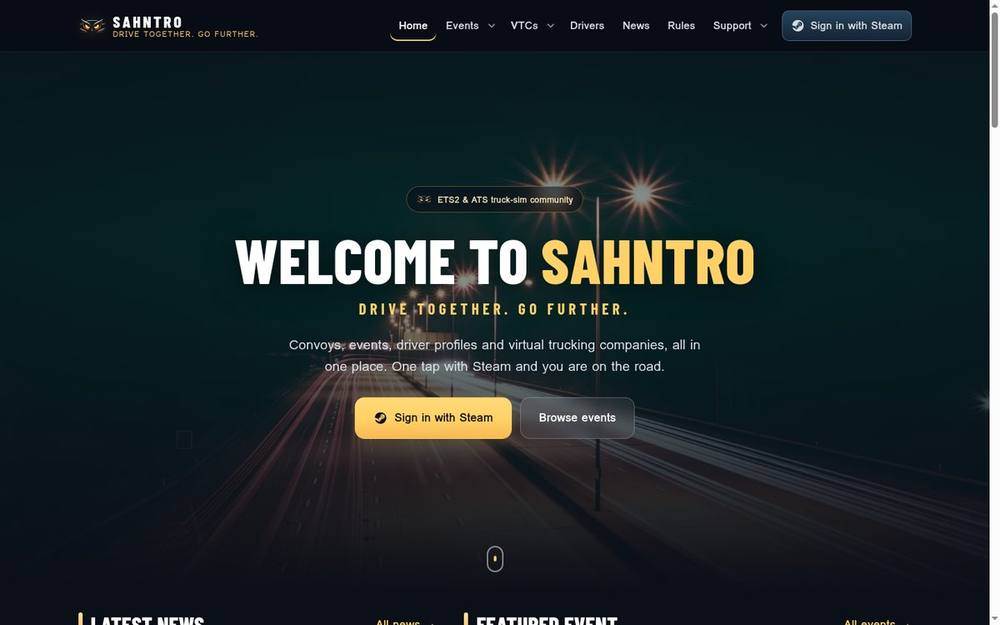 SAHNTRO
DRIVE TOGETHER. GO FURTHER.
Home Events VTCs Drivers News Rules Support Sign in with Steam
ETS2 & ATS truck-sim community
WELCOME TO SAHNTRO
DRIVE TOGETHER. GO FURTHER.
Convoys, events, driver profiles and virtual trucking companies, all in
one place. One tap with Steam and you are on the road.
Sign in with Steam Browse events
LATEST NEWS All news FEATURED EVENT All events